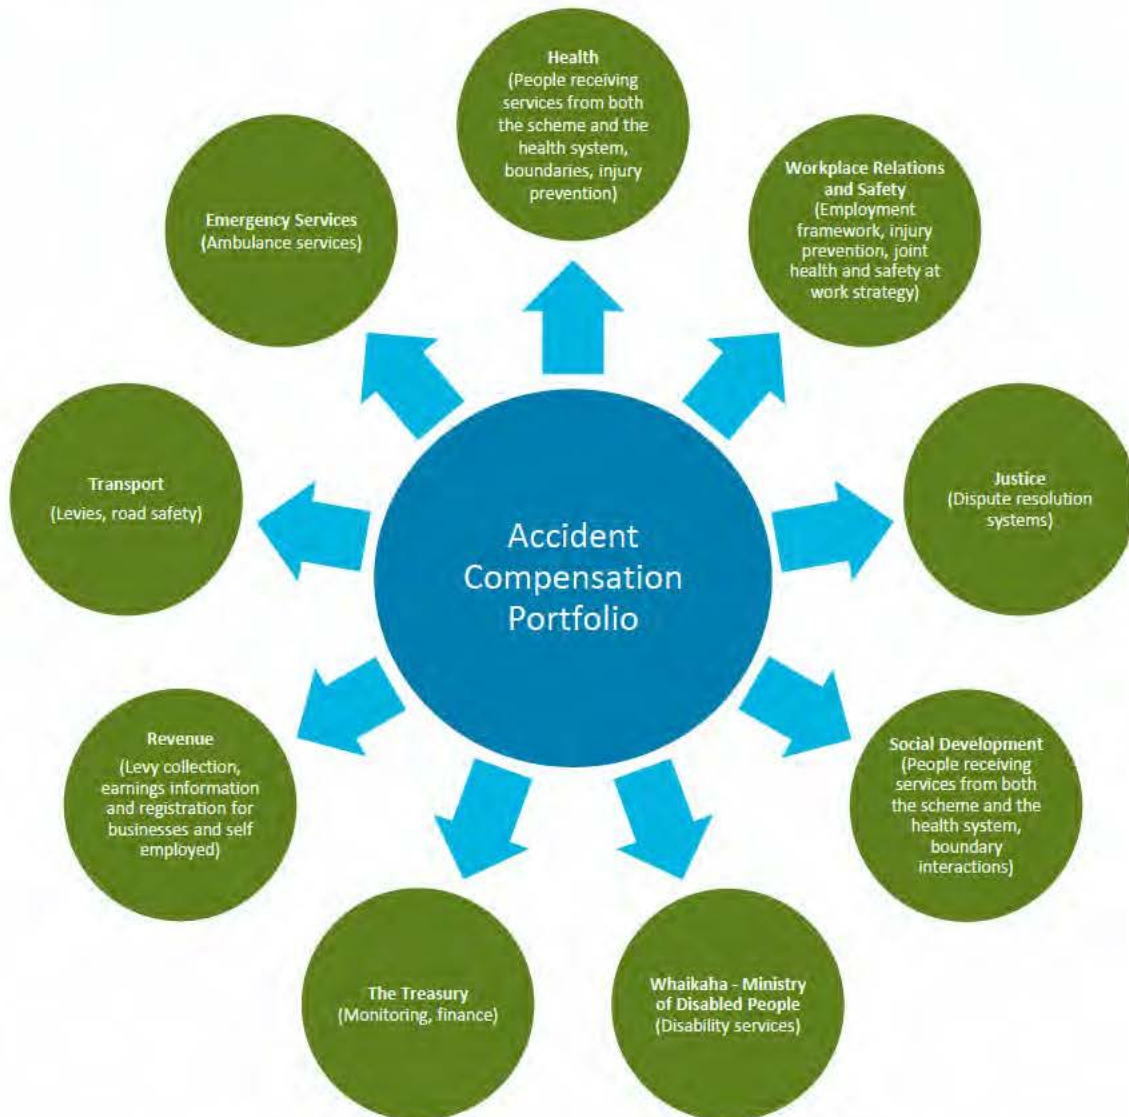 Health
(People receiving
services from both
the scheme and the
health system,
boundaries, injury
prevention)
Workplace Relations
and Safety
(Employment
framework, injury
prevention, joint
health and safety at
work strategy)
Emergency Services
(Ambulance services)
Transport
(Levies, road safety)
Justice
(Dispute resolution
systems)
Accident
Compensation
Portfolio
Revenue
(Levy collection,
earnings information
and registration for
businesses and self
employed)
Social Development
(People receiving
services from both
the scheme and the
health system,
boundary
interactions)
The Treasury
(Monitoring, finance)
Whaikaha - Ministry
of Disabled People
(Disability services)